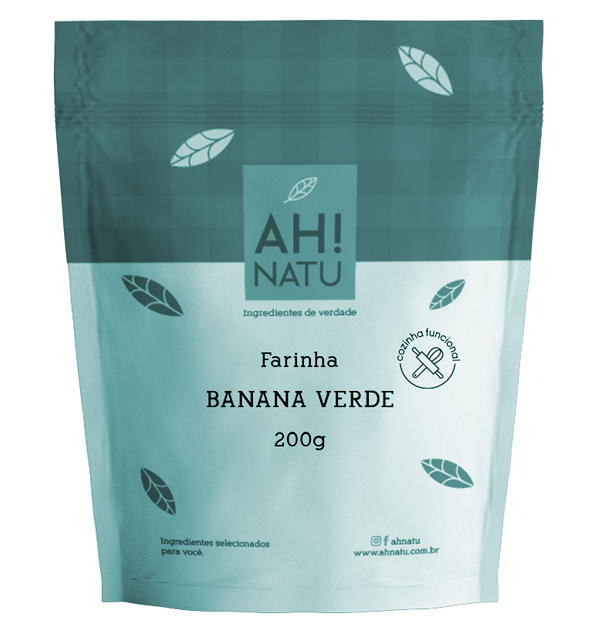 AH!
NATU
Ingredientes de verdade
cozinha funcional
Farinha
BANANA VERDE
200g
Ingredientes selecionados
para você.
ahnatu
www.ahnatu.com.br